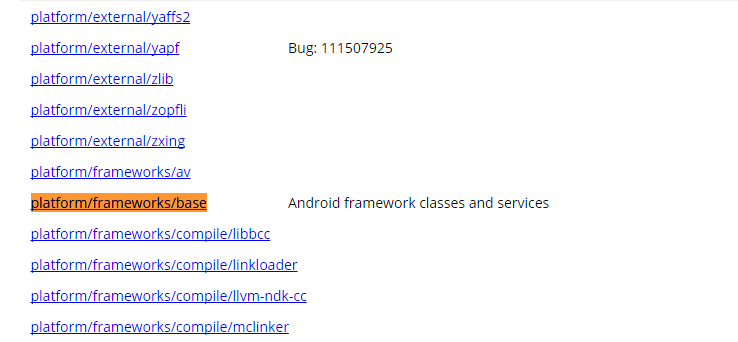 platform/external/yaffs2
platform/external/yapf Bug: 111507925
platform/external/zlib
platform/external/zopfli
platform/external/zxing
platform/frameworks/av
platform/frameworks/base Android framework classes and services
platform/frameworks/compile/libbcc
platform/frameworks/compile/linkloader
platform/frameworks/compile/llvm-ndk-cc
platform/frameworks/compile/mclinker